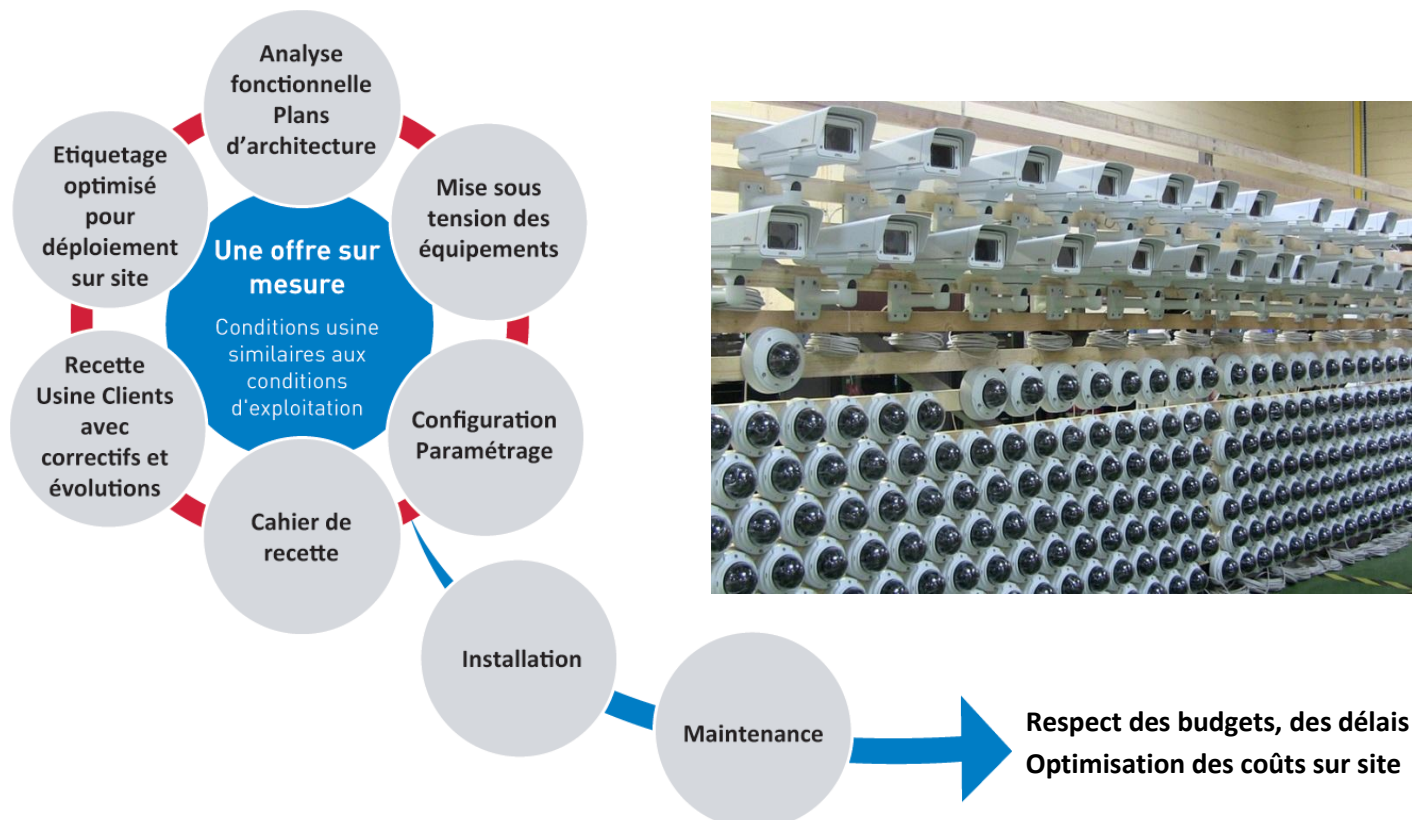 Analyse
fonctionnelle
Plans
d'architecture
Mise sous
tension des
équipements
Configuration
Paramétrage
Cahier de
recette
Recette
Usine Clients
avec
correctifs et
évolutions
Etiquetage
optimisé
pour
déploiement
sur site
Une offre sur
mesure
Conditions usine
similaires aux
conditions
d'exploitation
Installation
Maintenance
Respect des budgets, des délais
Optimisation des coûts sur site